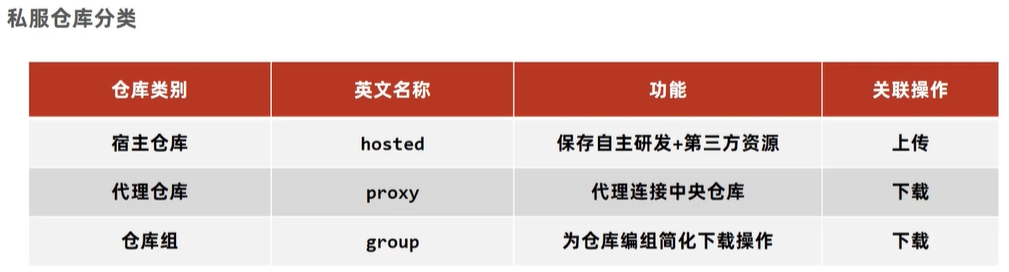 私服仓库分类
仓库类别 英文名称 功能 关联操作
宿主仓库 hosted 保存自主研发+第三方资源 上传
代理仓库 proxy 代理连接中央仓库 下载
仓库组 group 为仓库编组简化下载操作 下载